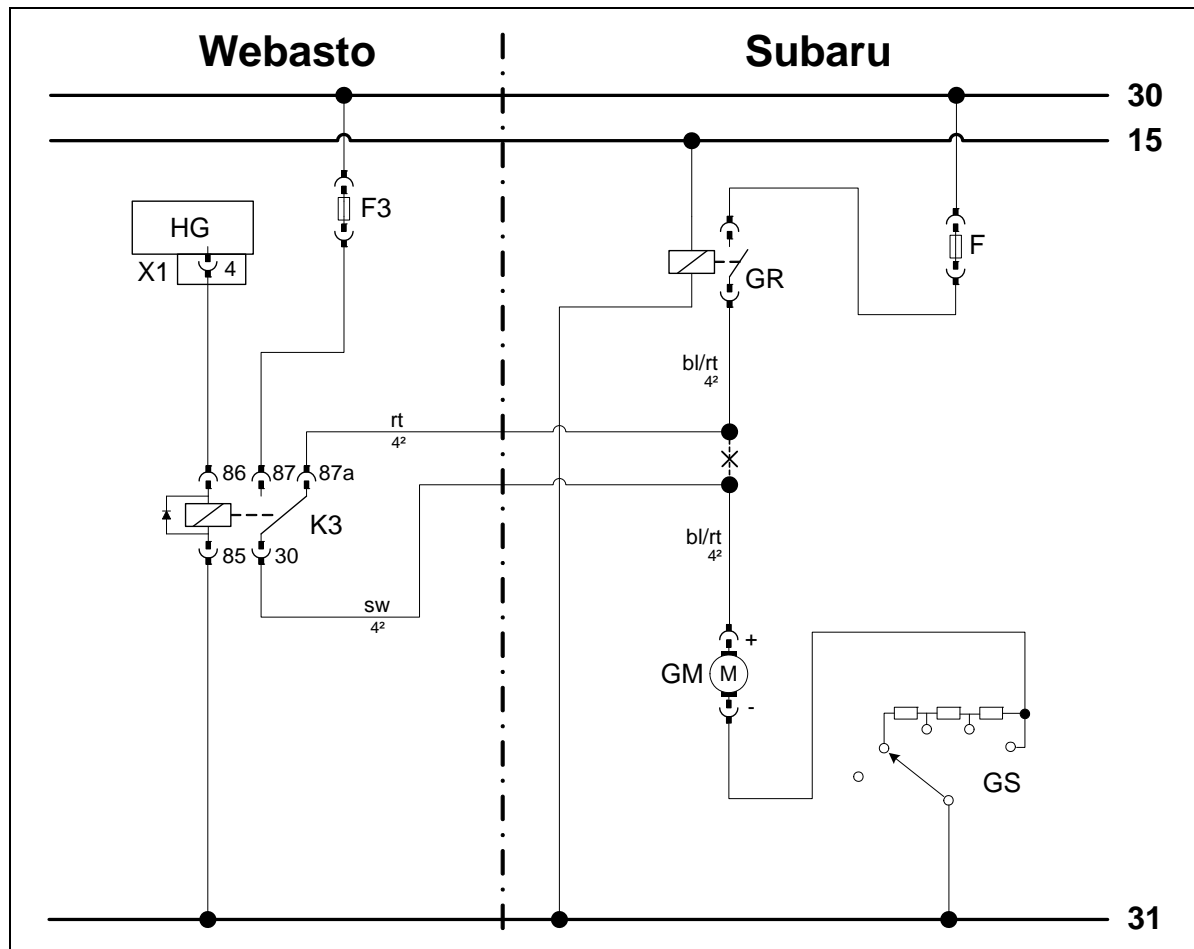 Webasto
Subaru
30
15
F3
HG
X1
4
F
GR
bl/rt
4²
rt
4²
86
87
87a
K3
85
30
bl/rt
4²
sw
4²
GM
M
+
-
GS
31